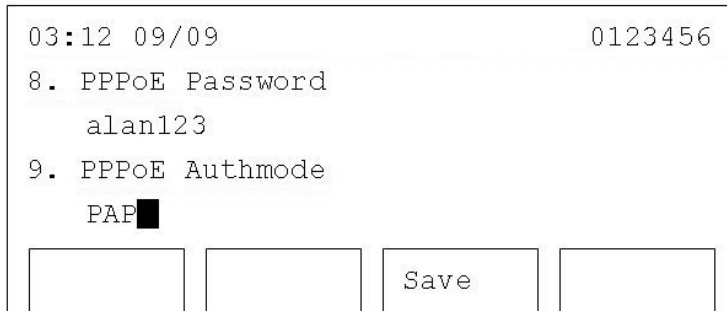 03:12 09/09 0123456
8. PPPoE Password
alan123
9. PPPoE Authmode
PAP
Save